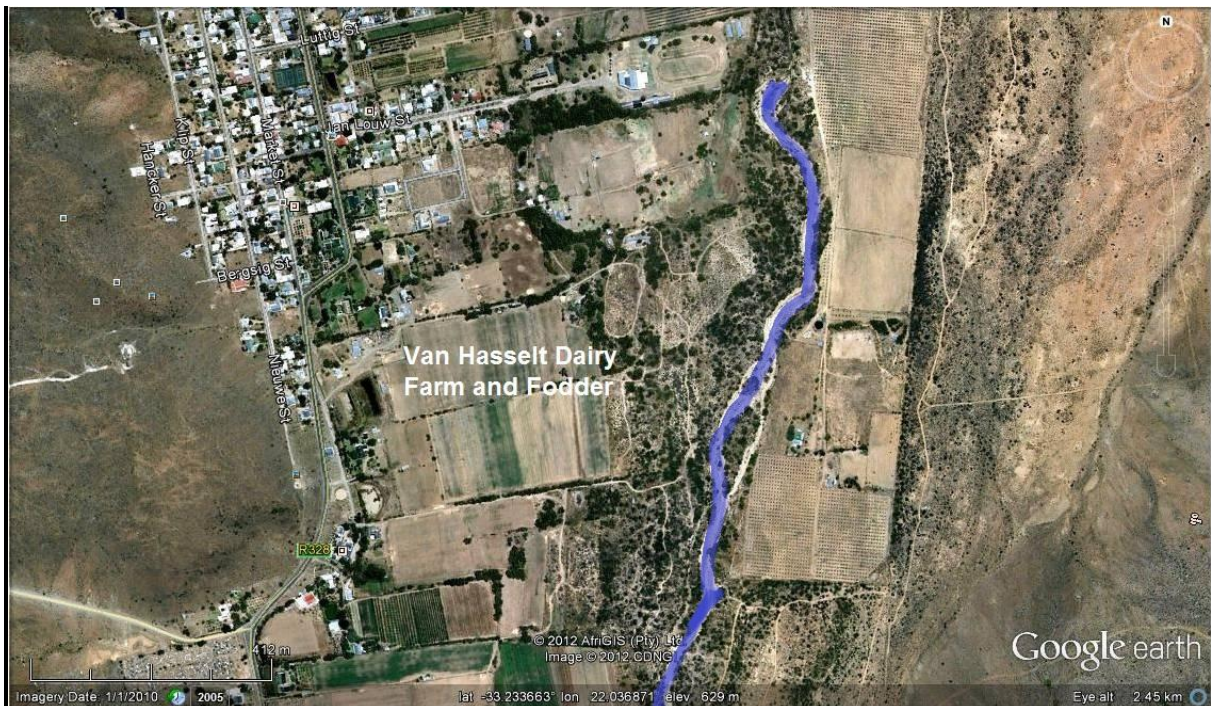 N
Luttig St
Jan Louw St
Klip St
Market St
Hancker St
Bergsig St
Van Hasselt Dairy
Farm and Fodder
Nieuwe St
R328
© 2012 AfriGIS (Pty) Ltd
Image © 2012 CDNG
412 m
Google earth
Imagery Date: 1/1/2010
2005
lat -33.233663° lon 22.036871° elev 629 m
Eye alt 2.45 km